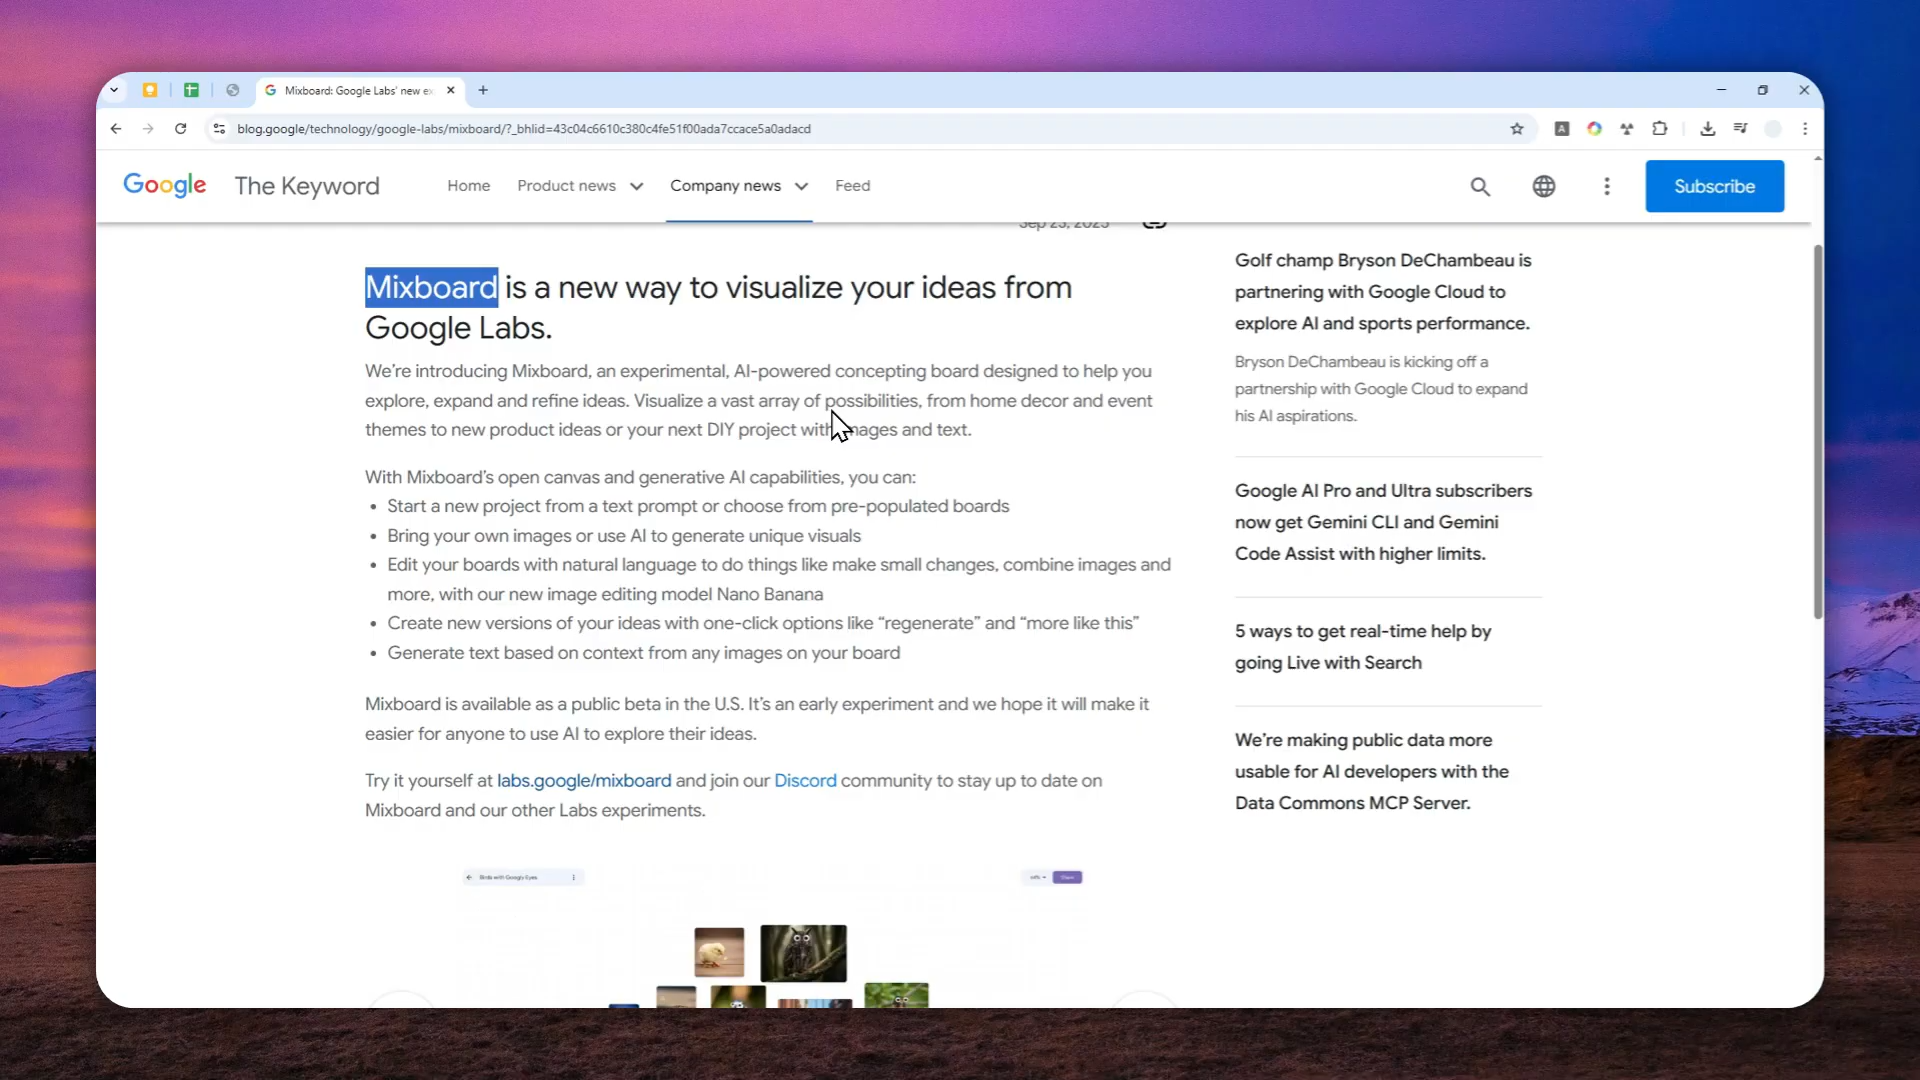 Mixboard: Google Labs' new ex
blog.google/technology/google-labs/mixboard/?_bhlid=43c04c6610c380c4fe51f00ada7ccace5a0adacd
Google The Keyword
Home
Product news
Company news
Feed
Subscribe
Sep 23, 2025
Mixboard is a new way to visualize your ideas from
Google Labs.
We're introducing Mixboard, an experimental, AI-powered concepting board designed to help you
explore, expand and refine ideas. Visualize a vast array of possibilities, from home decor and event
themes to new product ideas or your next DIY project with images and text.
With Mixboard's open canvas and generative AI capabilities, you can:
• Start a new project from a text prompt or choose from pre-populated boards
• Bring your own images or use AI to generate unique visuals
• Edit your boards with natural language to do things like make small changes, combine images and
more, with our new image editing model Nano Banana
• Create new versions of your ideas with one-click options like “regenerate” and “more like this”
• Generate text based on context from any images on your board
Mixboard is available as a public beta in the U.S. It's an early experiment and we hope it will make it
easier for anyone to use AI to explore their ideas.
Try it yourself at labs.google/mixboard and join our Discord community to stay up to date on
Mixboard and our other Labs experiments.
Birds with Googly Eyes
Golf champ Bryson DeChambeau is
partnering with Google Cloud to
explore AI and sports performance.
Bryson DeChambeau is kicking off a
partnership with Google Cloud to expand
his AI aspirations.
Google AI Pro and Ultra subscribers
now get Gemini CLI and Gemini
Code Assist with higher limits.
5 ways to get real-time help by
going Live with Search
We're making public data more
usable for AI developers with the
Data Commons MCP Server.